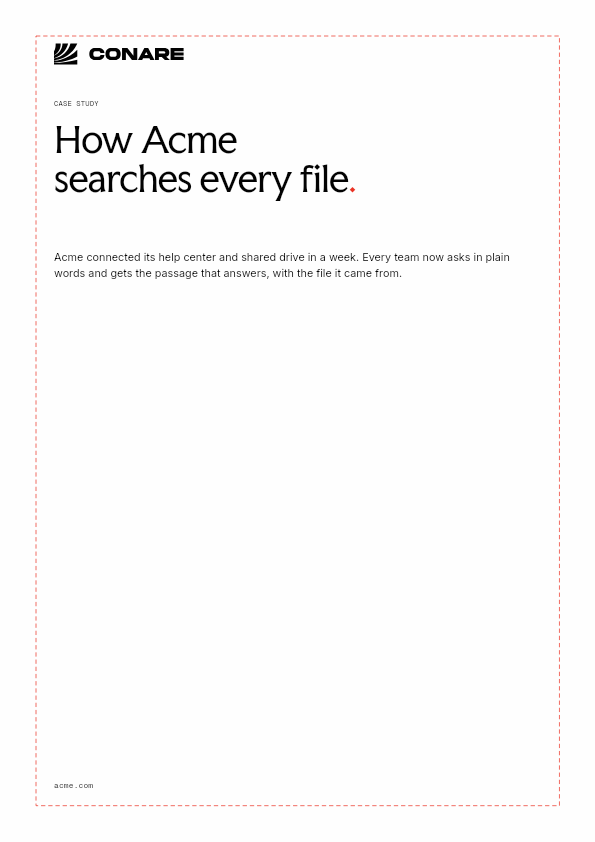 CONARE
CASE STUDY
How Acme
searches every file.
Acme connected its help center and shared drive in a week. Every team now asks in plain
words and gets the passage that answers, with the file it came from.
acme.com